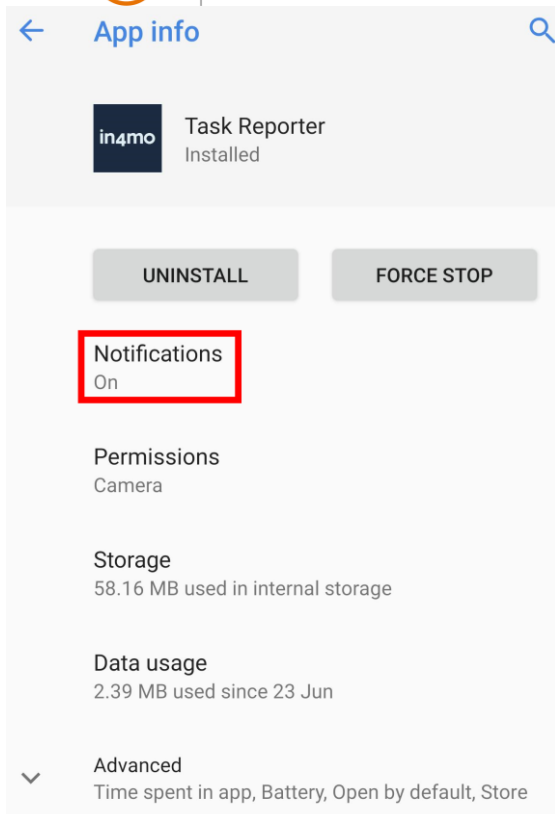 App info
in4mo
Task Reporter
Installed
UNINSTALL
FORCE STOP
Notifications
On
Permissions
Camera
Storage
58.16 MB used in internal storage
Data usage
2.39 MB used since 23 Jun
Advanced
Time spent in app, Battery, Open by default, Store